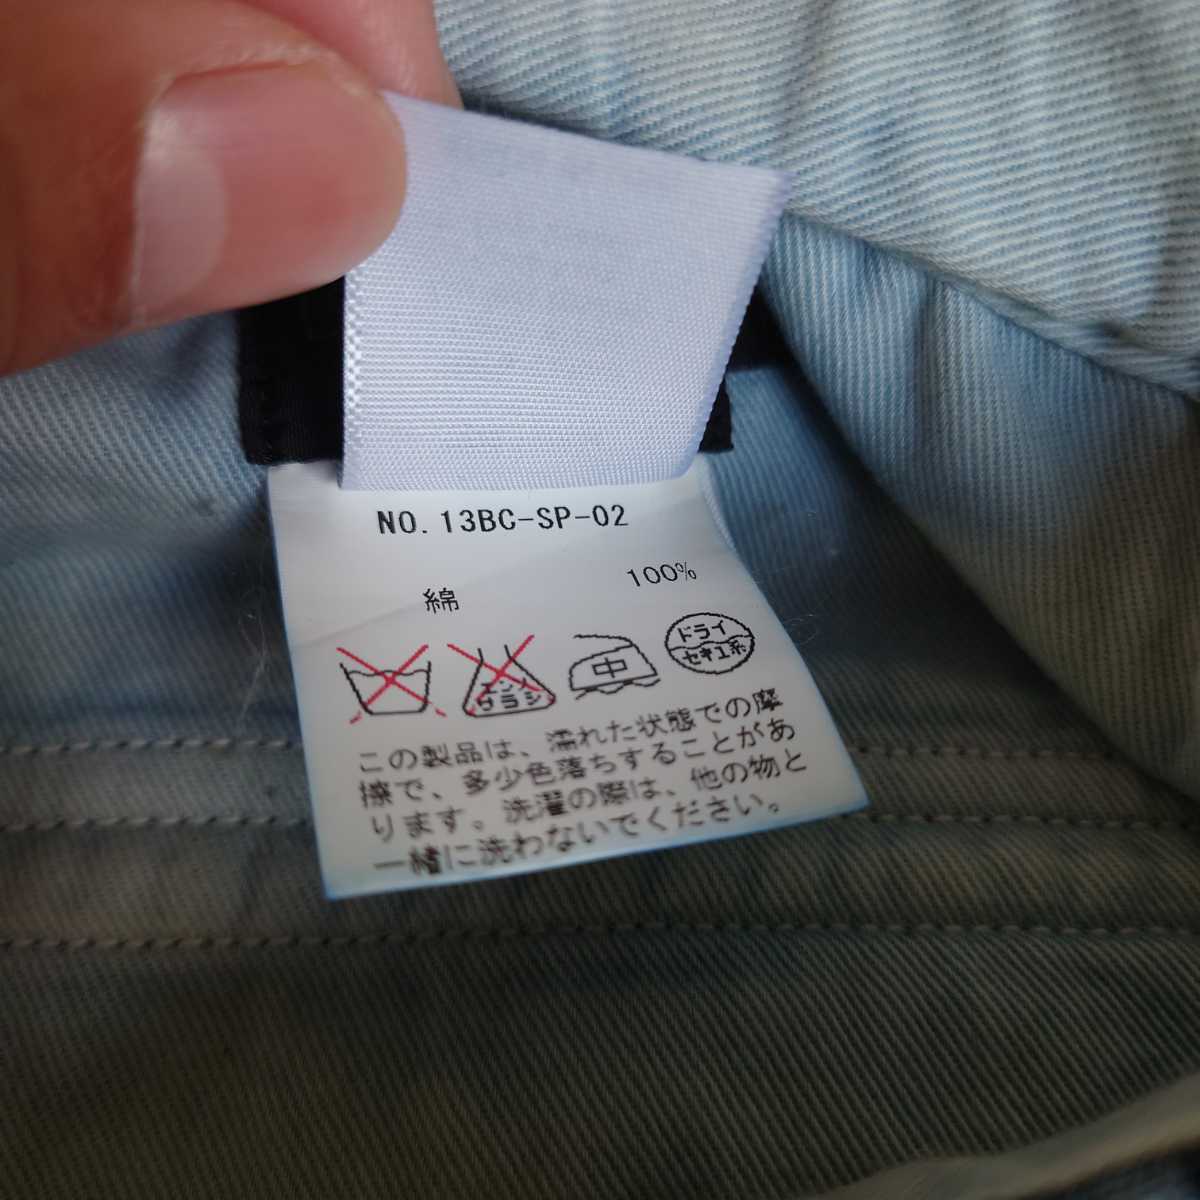 NO. 13BC-SP-02
綿 100%
エンソ サラシ 中 ドライ セキユ系
この製品は、濡れた状態での摩
擦で、多少色落ちすることがあ
ります。洗濯の際は、他の物と
一緒に洗わないでください。